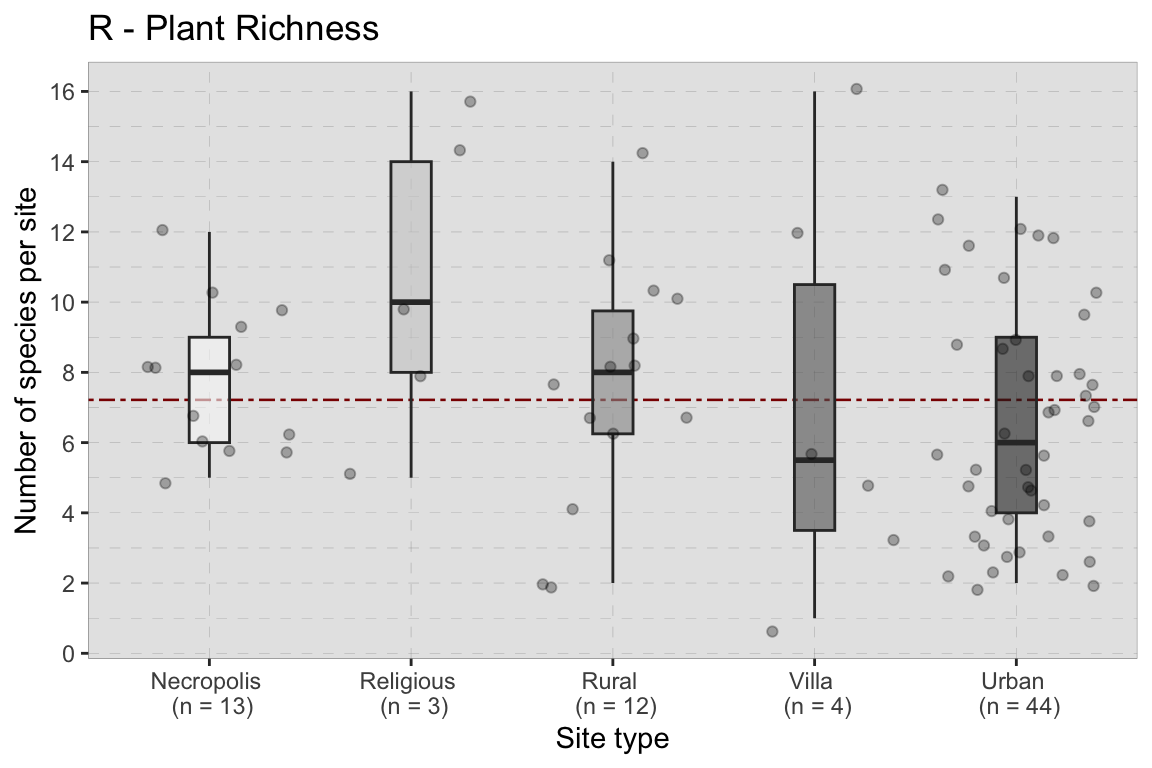 R - Plant Richness
Number of species per site
16
14
12
10
8
6
4
2
0
Necropolis (n = 13)
Religious (n = 3)
Rural (n = 12)
Villa (n = 4)
Urban (n = 44)
Site type